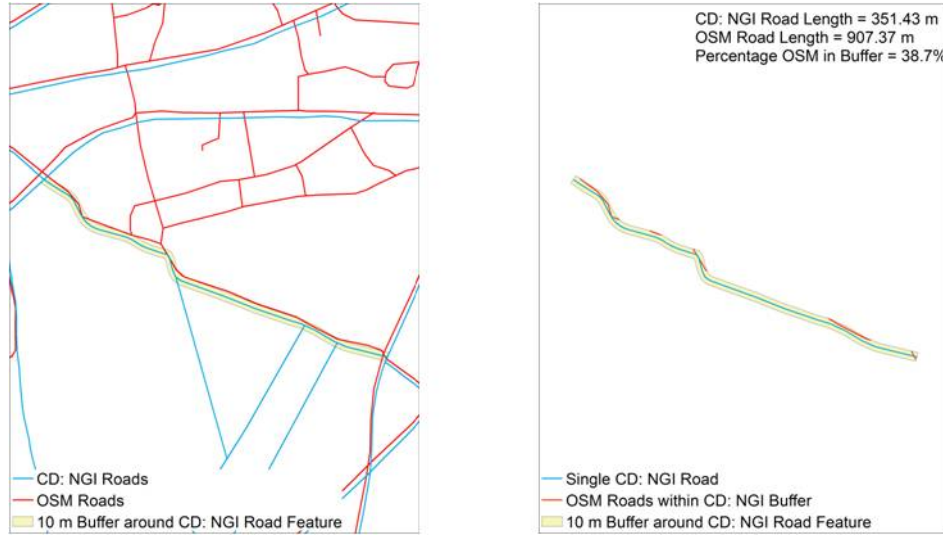 CD: NGI Road Length = 351.43 m
OSM Road Length = 907.37 m
Percentage OSM in Buffer = 38.7%
CD: NGI Roads
OSM Roads
10 m Buffer around CD: NGI Road Feature
Single CD: NGI Road
OSM Roads within CD: NGI Buffer
10 m Buffer around CD: NGI Road Feature